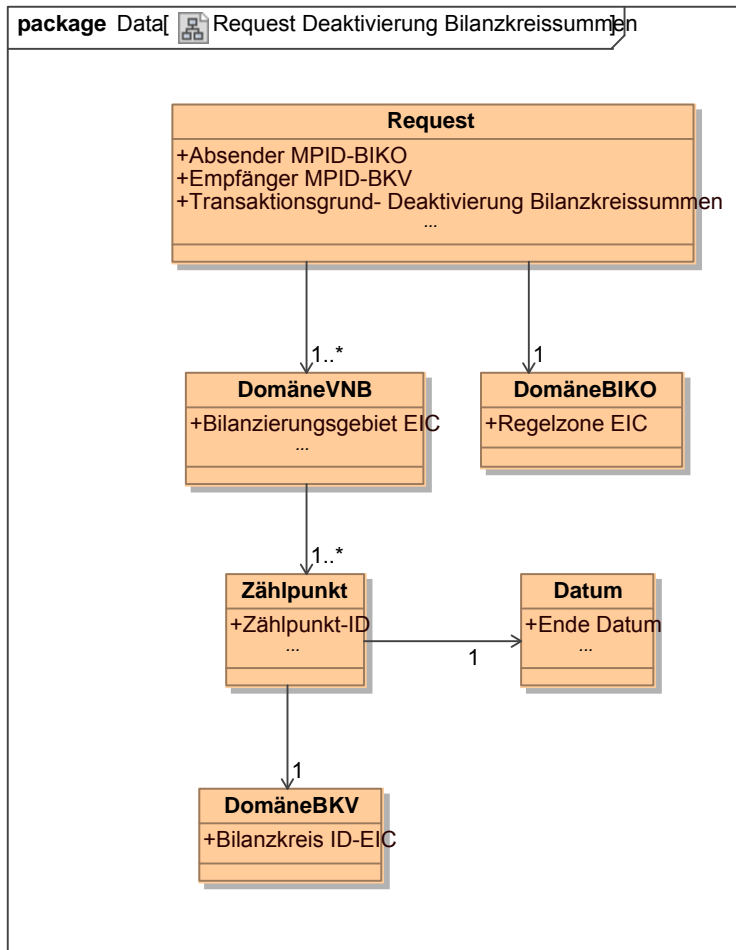 package Data[ Request Deaktivierung Bilanzkreissummen]
Request
+Absender MPID-BIKO
+Empfänger MPID-BKV
+Transaktionsgrund- Deaktivierung Bilanzkreissummen
...
1..*
1
DomäneVNB
+Bilanzierungsgebiet EIC
...
DomäneBIKO
+Regelzone EIC
1..*
Zählpunkt
+Zählpunkt-ID
...
1
Datum
+Ende Datum
...
1
DomäneBKV
+Bilanzkreis ID-EIC